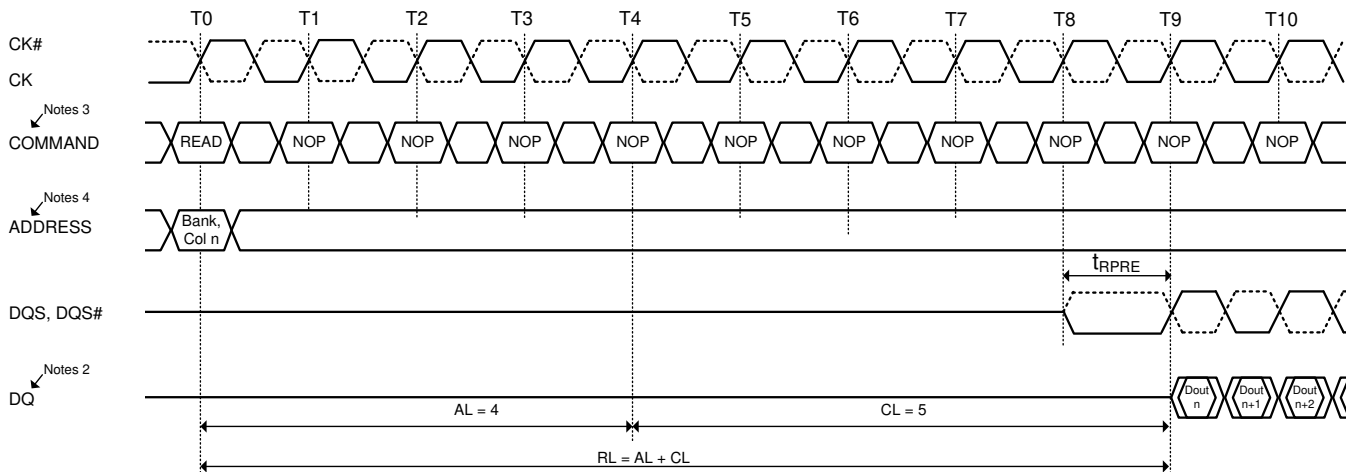 T0 T1 T2 T3 T4 T5 T6 T7 T8 T9 T10
CK#
CK
Notes 3
COMMAND READ NOP NOP NOP NOP NOP NOP NOP NOP NOP NOP
Notes 4
ADDRESS
Bank,
Col n
tRPRE
DQS, DQS#
Notes 2
DQ
Dout Dout Dout
n n+1 n+2
AL = 4 CL = 5
RL = AL + CL